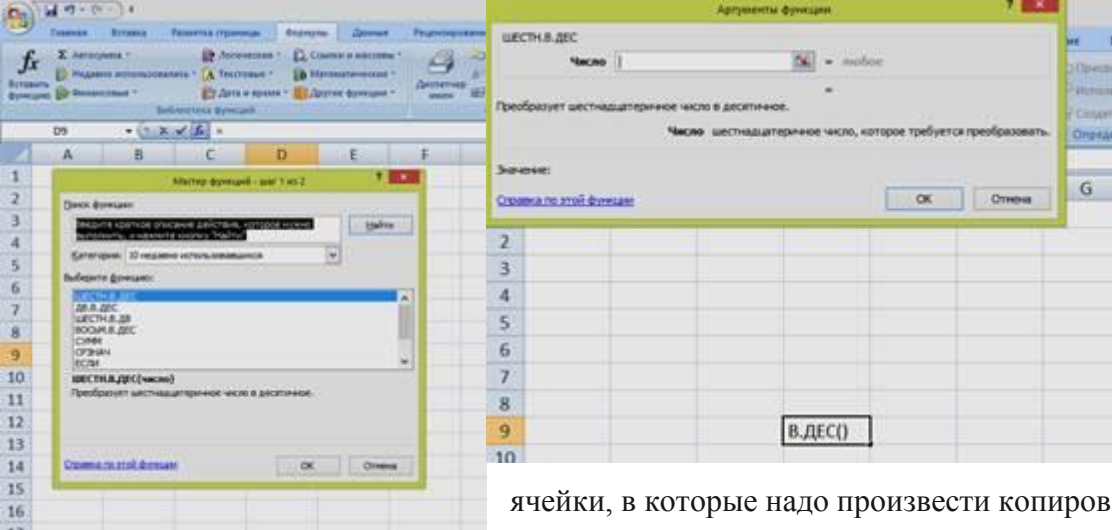 Главная Вставка Разметка страницы Формулы Данные
fx
Σ Автосумма Логические
Недавно использовались Текстовые Математические
Финансовые Дата и время Другие функции
Вставить функцию
Диспетчер имен
Библиотека функций
D9 fx =
A B C D E F
1
2
3
4
5
6
7
8
9
10
11
12
13
14
15
16
Мастер функций - шаг 1 из 2 ?
Поиск функции:
Введите краткое описание действия, которое нужно
выполнить, и нажмите кнопку "Найти"
Найти
Категория: 10 недавно использовавшихся
Выберите функцию:
ШЕСТН.В.ДЕС
ДВ.В.ДЕС
ШЕСТН.В.ДВ
ВОСЬМ.В.ДЕС
СУММ
СРЗНАЧ
ЕСЛИ
ШЕСТН.В.ДЕС(число)
Преобразует шестнадцатеричное число в десятичное.
Справка по этой функции OK Отмена
Аргументы функции ?
ШЕСТН.В.ДЕС
Число = любое
=
Преобразует шестнадцатеричное число в десятичное.
Число шестнадцатеричное число, которое требуется преобразовать.
Значение:
Справка по этой функции OK Отмена
G
2
3
4
5
6
7
8
9 В.ДЕС()
10
ячейки, в которые надо произвести копиров